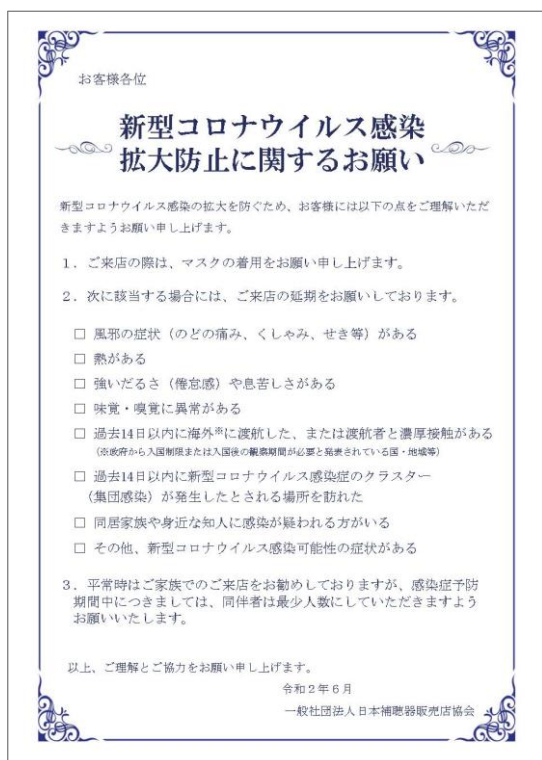 お客様各位
新型コロナウイルス感染
拡大防止に関するお願い
新型コロナウイルス感染の拡大を防ぐため、お客様には以下の点をご理解いただ
きますようお願い申し上げます。
１．ご来店の際は、マスクの着用をお願い申し上げます。
２．次に該当する場合には、ご来店の延期をお願いしております。
□ 風邪の症状（のどの痛み、くしゃみ、せき等）がある
□ 熱がある
□ 強いだるさ（倦怠感）や息苦しさがある
□ 味覚・嗅覚に異常がある
□ 過去14日以内に海外※に渡航した、または渡航者と濃厚接触がある
（※政府から入国制限または入国後の観察期間が必要と発表されている国・地域等）
□ 過去14日以内に新型コロナウイルス感染症のクラスター
（集団感染）が発生したとされる場所を訪れた
□ 同居家族や身近な知人に感染が疑われる方がいる
□ その他、新型コロナウイルス感染可能性の症状がある
３．平常時はご家族でのご来店をお勧めしておりますが、感染症予防
期間中につきましては、同伴者は最少人数にしていただきますよう
お願いいたします。
以上、ご理解とご協力をお願い申し上げます。
令和２年６月
一般社団法人日本補聴器販売店協会